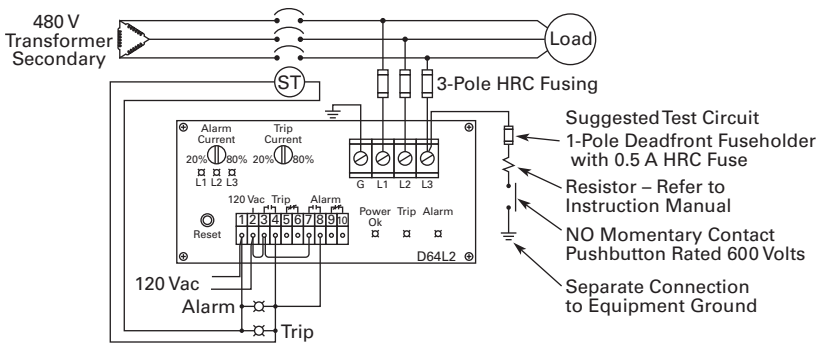 480 V
Transformer
Secondary
Load
ST
3-Pole HRC Fusing
Suggested Test Circuit
1-Pole Deadfront Fuseholder
with 0.5 A HRC Fuse
Resistor – Refer to
Instruction Manual
NO Momentary Contact
Pushbutton Rated 600 Volts
Separate Connection
to Equipment Ground
Alarm
Current
Trip
Current
20% 80% 20% 80%
L1 L2 L3
G L1 L2 L3
120 Vac Trip Alarm
1 2 3 4 5 6 7 8 9 10
Reset
Power
Ok
Trip
Alarm
D64L2
120 Vac
Alarm
Trip